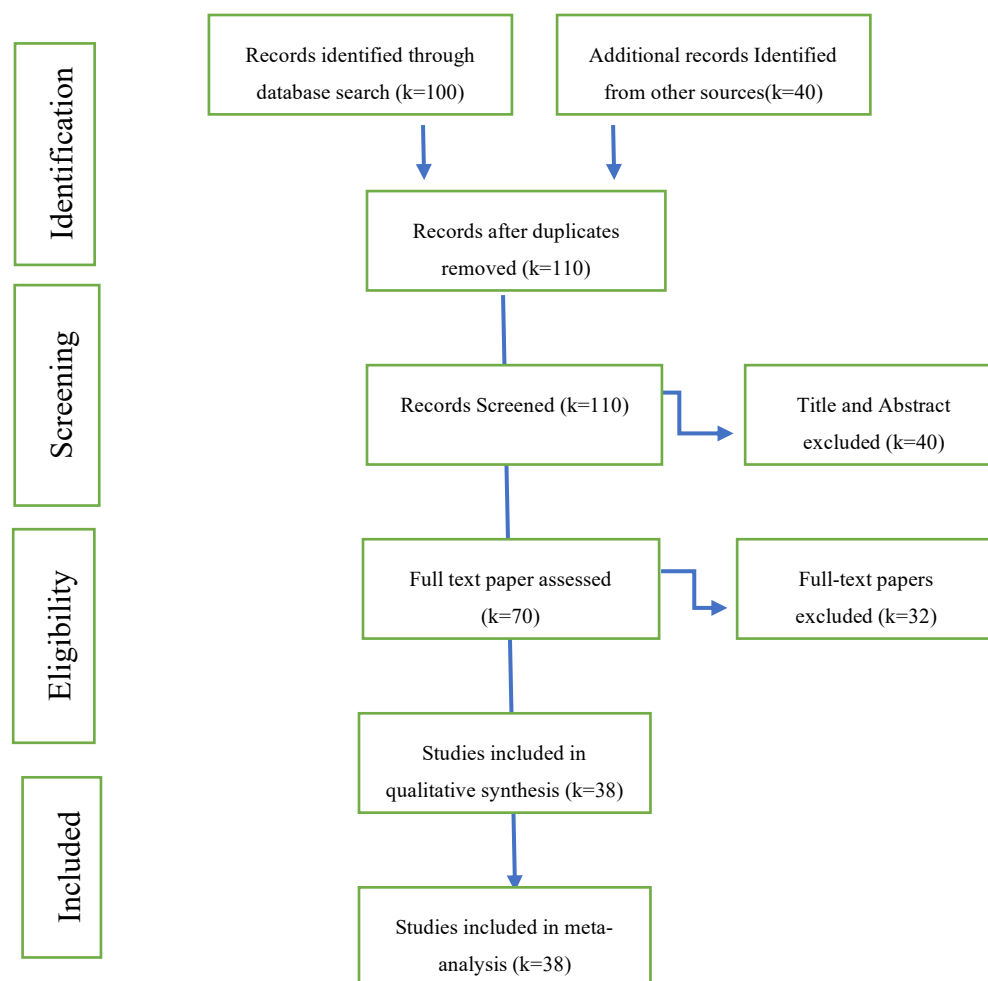 Identification
Records identified through
database search (k=100)
Additional records Identified
from other sources(k=40)
Records after duplicates
removed (k=110)
Screening
Records Screened (k=110)
Title and Abstract
excluded (k=40)
Eligibility
Full text paper assessed
(k=70)
Full-text papers
excluded (k=32)
Studies included in
qualitative synthesis (k=38)
Included
Studies included in meta-
analysis (k=38)